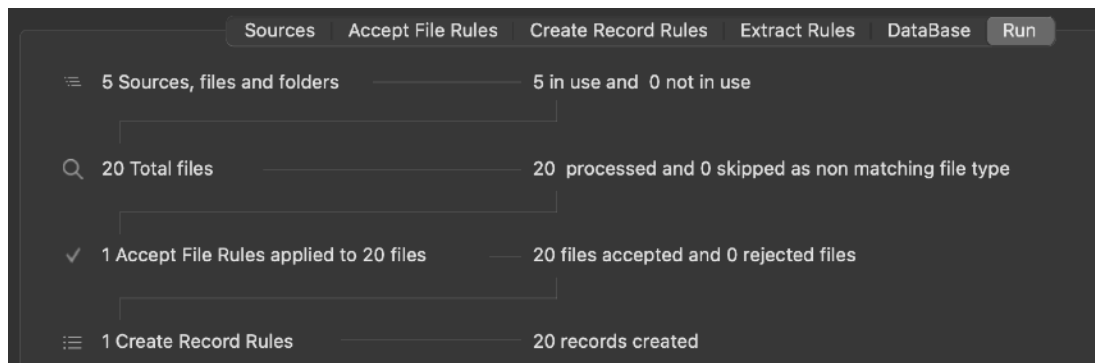 Sources Accept File Rules Create Record Rules Extract Rules DataBase Run
5 Sources, files and folders 5 in use and 0 not in use
20 Total files 20 processed and 0 skipped as non matching file type
1 Accept File Rules applied to 20 files 20 files accepted and 0 rejected files
1 Create Record Rules 20 records created